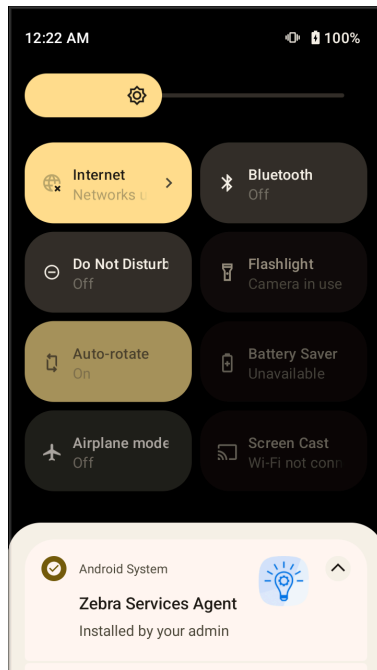 12:22 AM
100%
Internet
Networks u
Bluetooth
Off
Do Not Disturb
Off
Flashlight
Camera in use
Auto-rotate
On
Battery Saver
Unavailable
Airplane mode
Off
Screen Cast
Wi-Fi not conn
Android System
Zebra Services Agent
Installed by your admin